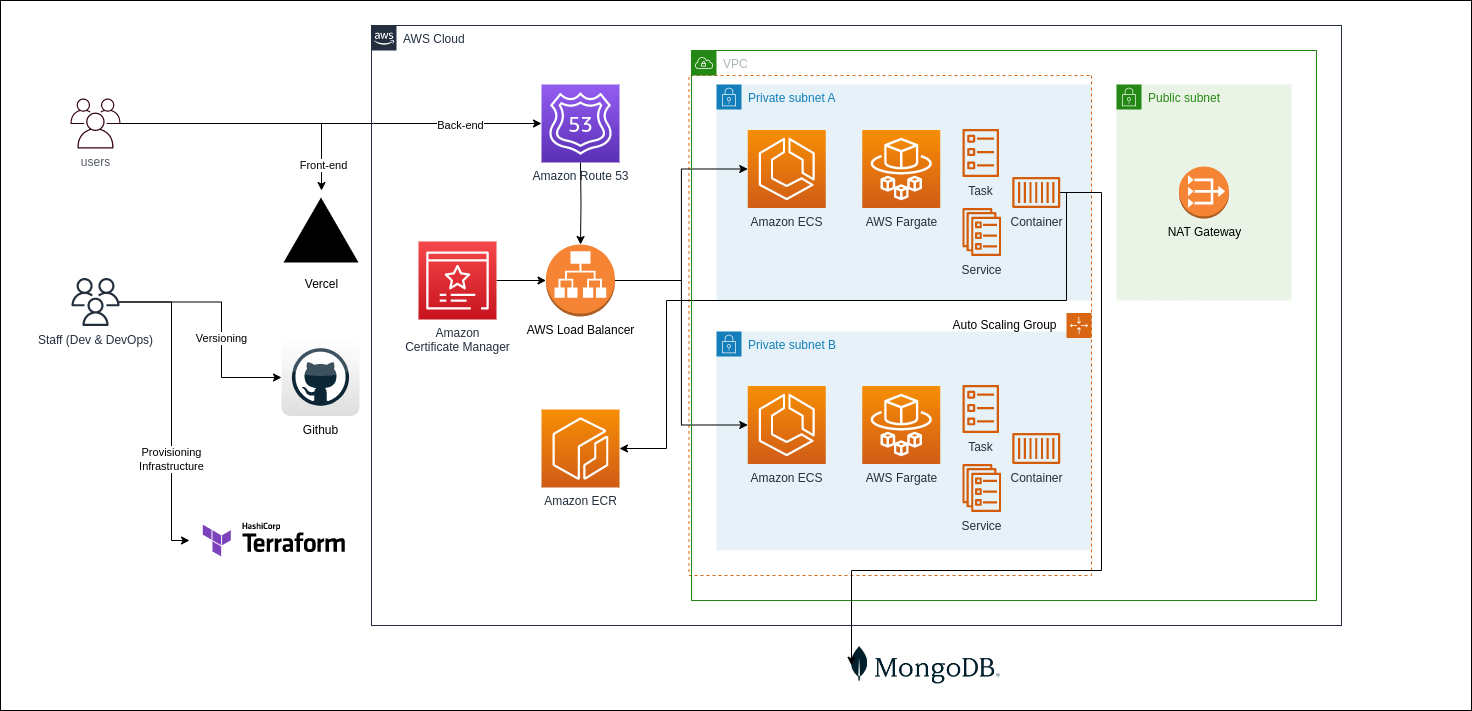 aws
AWS Cloud
VPC
Private subnet A
Public subnet
users
Back-end
53
Amazon Route 53
Front-end
Vercel
Amazon ECS
AWS Fargate
Task
Container
Service
NAT Gateway
Staff (Dev & DevOps)
Versioning
Github
Amazon
Certificate Manager
AWS Load Balancer
Auto Scaling Group
Private subnet B
Amazon ECS
AWS Fargate
Task
Container
Service
Amazon ECR
Provisioning
Infrastructure
HashiCorp
Terraform
MongoDB®